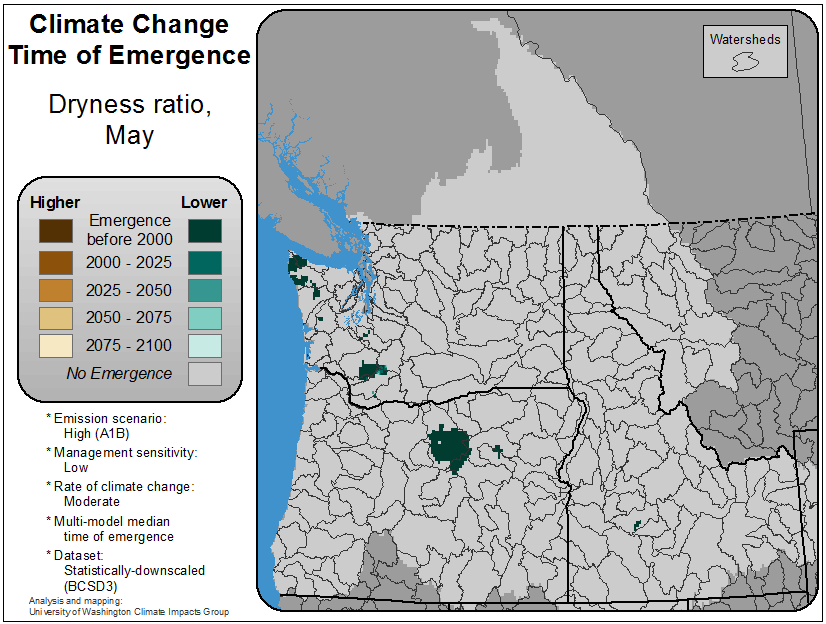 Climate Change
Time of Emergence
Dryness ratio,
May
Higher
Lower
Emergence
before 2000
2000 - 2025
2025 - 2050
2050 - 2075
2075 - 2100
No Emergence
* Emission scenario:
High (A1B)
* Management sensitivity:
Low
* Rate of climate change:
Moderate
* Multi-model median
time of emergence
* Dataset:
Statistically-downscaled
(BCSD3)
Analysis and mapping:
University of Washington Climate Impacts Group
Watersheds